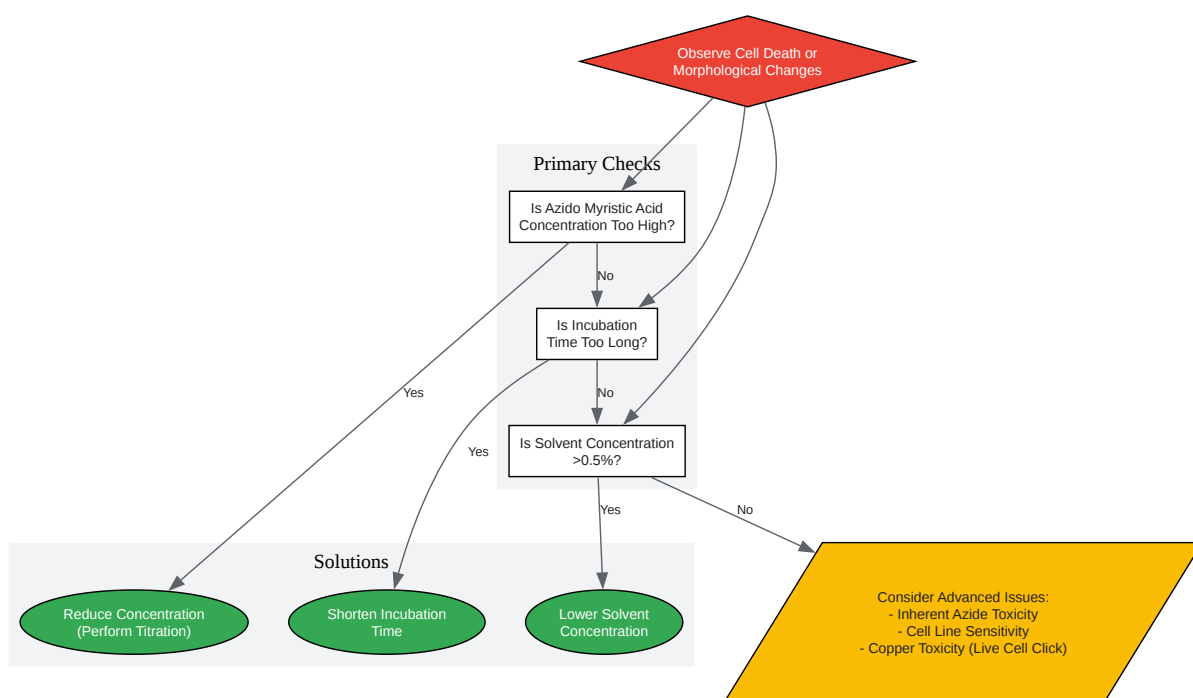 Observe Cell Death or
Morphological Changes
Primary Checks
Is Azido Myristic Acid
Concentration Too High?
No
Is Incubation
Time Too Long?
Yes
No
Is Solvent Concentration
>0.5%?
Yes
Yes
No
Solutions
Reduce Concentration
(Perform Titration)
Shorten Incubation
Time
Lower Solvent
Concentration
Consider Advanced Issues:
- Inherent Azide Toxicity
- Cell Line Sensitivity
- Copper Toxicity (Live Cell Click)